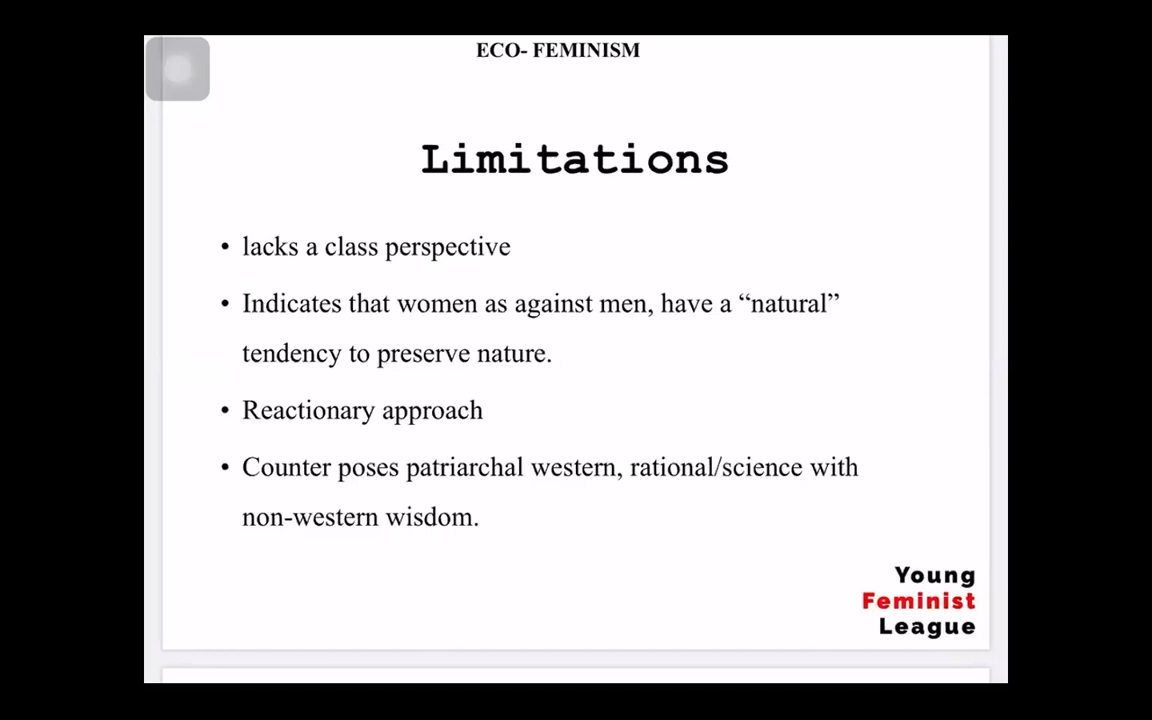 ECO- FEMINISM
Limitations
• lacks a class perspective
• Indicates that women as against men, have a “natural”
tendency to preserve nature.
• Reactionary approach
• Counter poses patriarchal western, rational/science with
non-western wisdom.
Young
Feminist
League